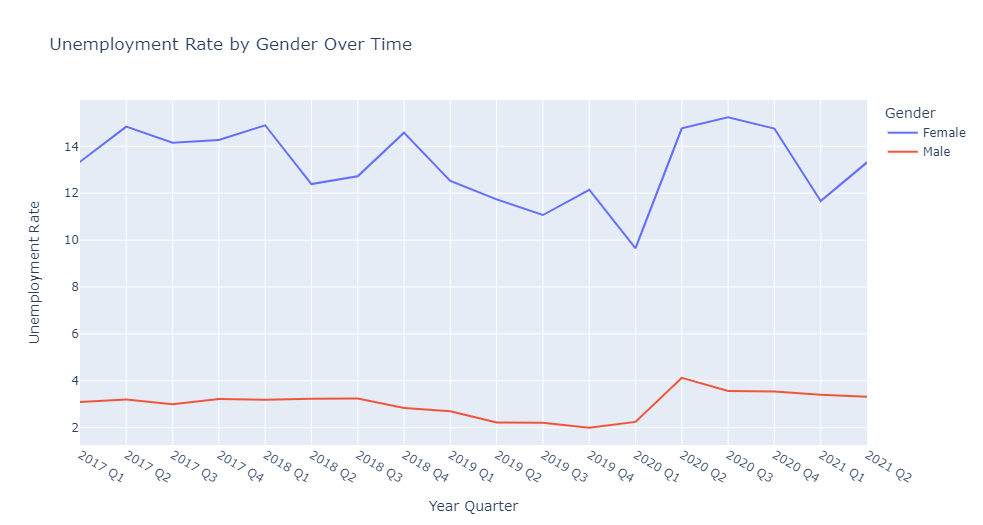 Unemployment Rate by Gender Over Time
Gender
Female
Male
Unemployment Rate
14
12
10
8
6
4
2
2017 Q1
2017 Q2
2017 Q3
2017 Q4
2018 Q1
2018 Q2
2018 Q3
2018 Q4
2019 Q1
2019 Q2
2019 Q3
2019 Q4
2020 Q1
2020 Q2
2020 Q3
2020 Q4
2021 Q1
2021 Q2
Year Quarter